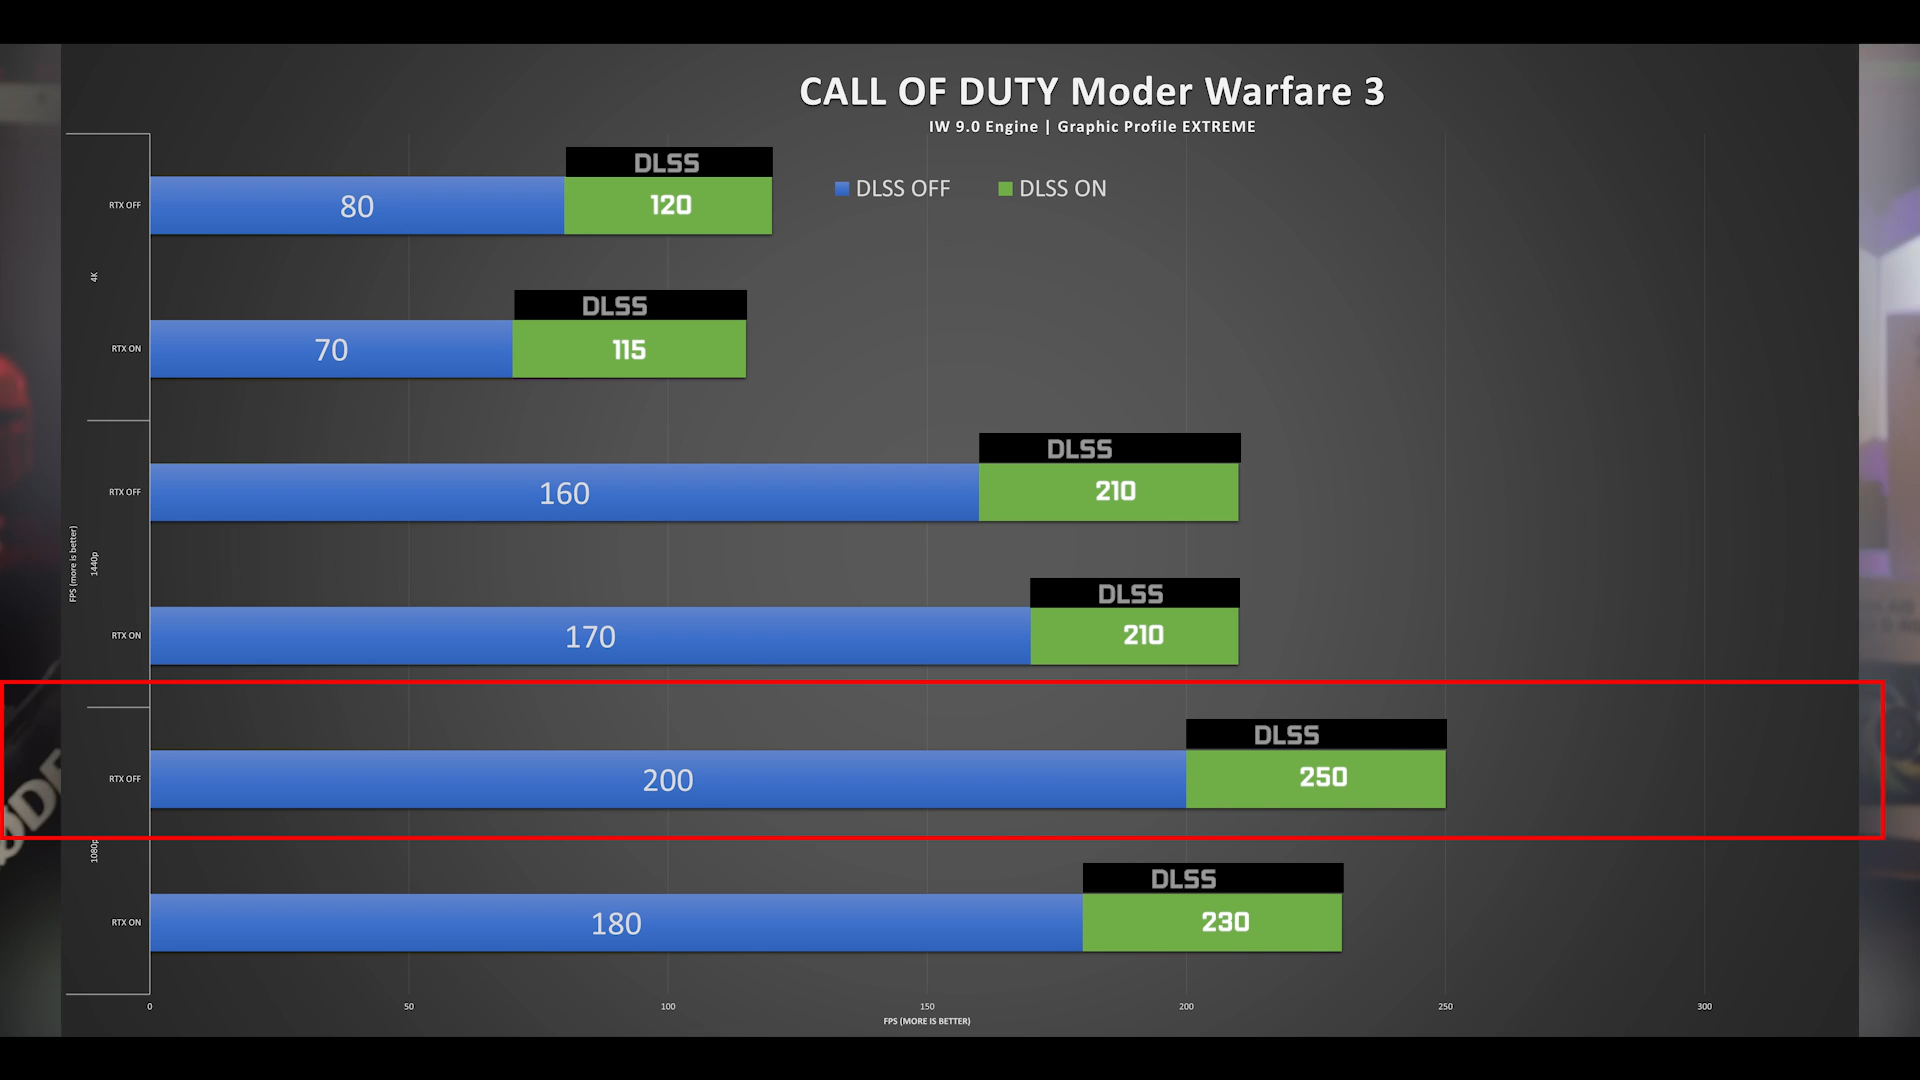 CALL OF DUTY Moder Warfare 3
IW 9.0 Engine | Graphic Profile EXTREME
DLSS OFF
DLSS ON
DLSS
RTX OFF
80
120
4K
DLSS
RTX ON
70
115
DLSS
RTX OFF
160
210
FPS (more is better)
1440p
DLSS
RTX ON
170
210
DLSS
RTX OFF
200
250
1080p
DLSS
RTX ON
180
230
0
50
100
150
200
250
300
FPS (MORE IS BETTER)